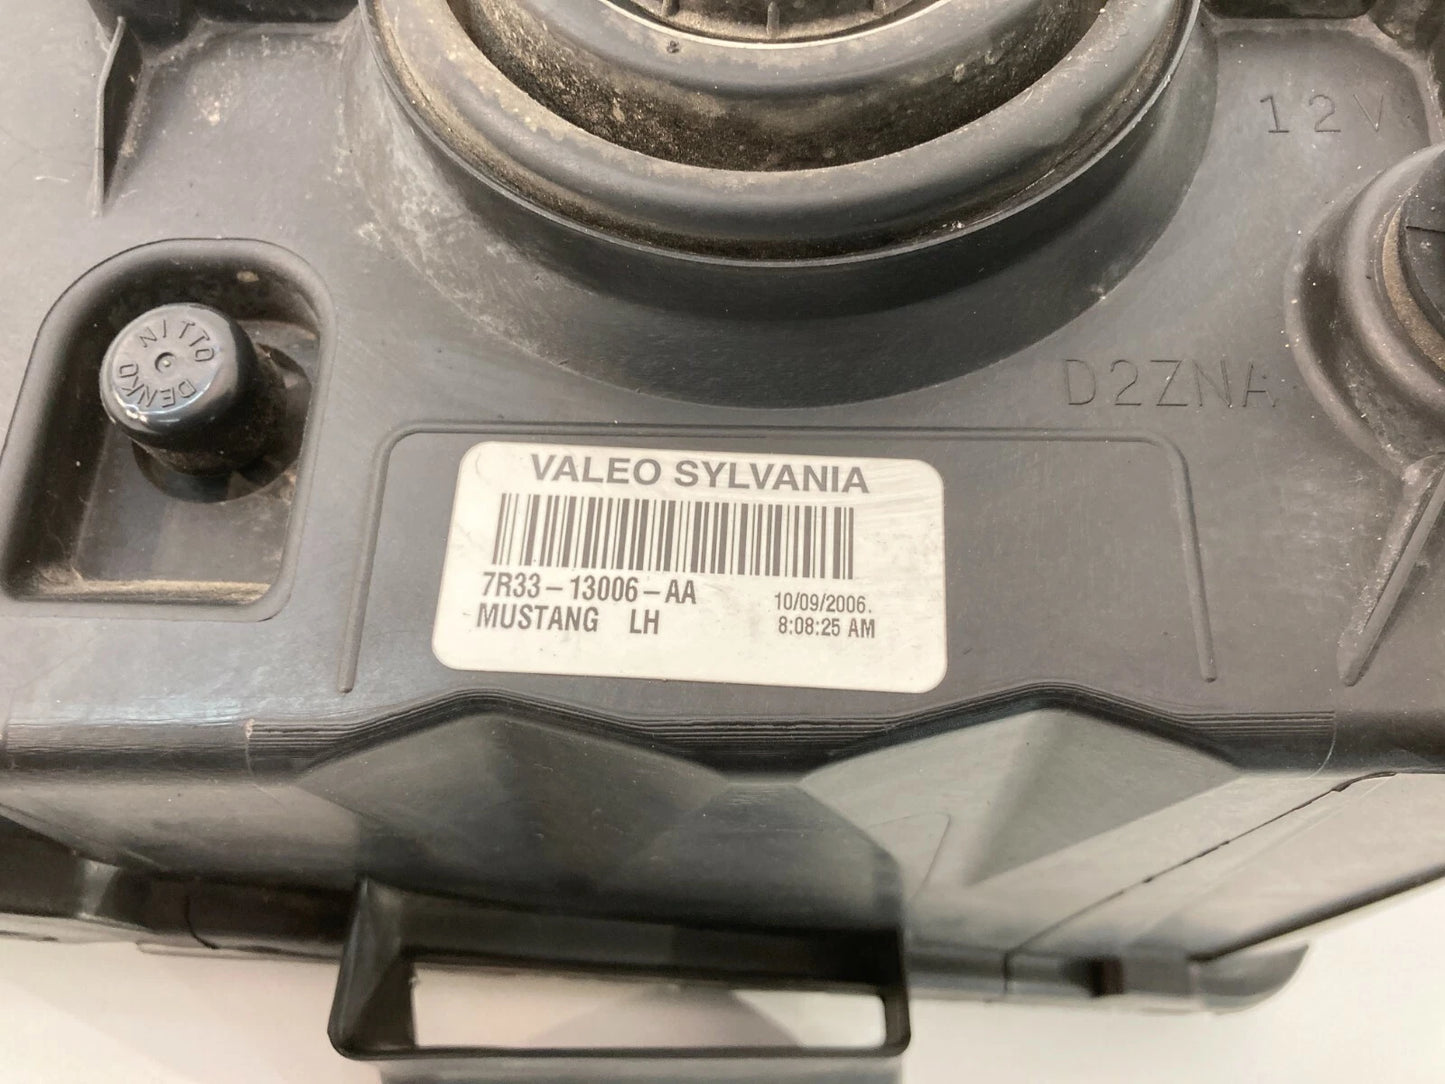 12V
NITTO
DENKO
D2ZNA
VALEO SYLVANIA
7R33-13006-AA
10/09/2006.
MUSTANG LH
8:08:25 AM